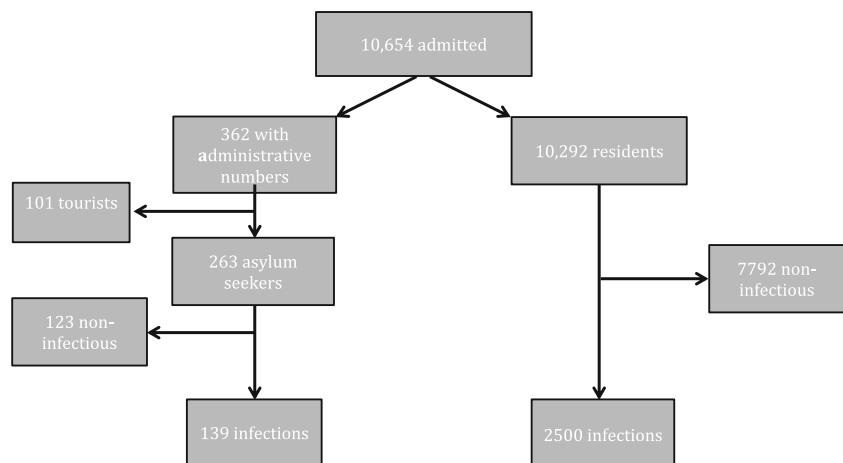 10,654 admitted
362 with
administrative
numbers
10,292 residents
101 tourists
263 asylum
seekers
7792 non-
infectious
123 non-
infectious
139 infections
2500 infections